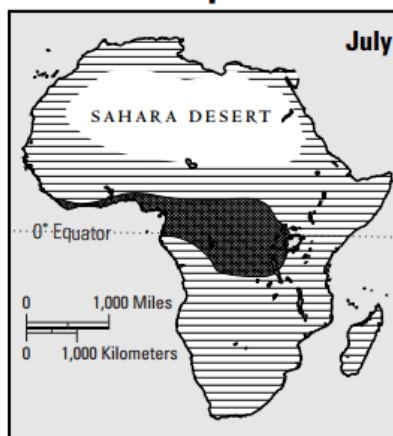 July
SAHARA DESERT
0° Equator
0 1,000 Miles
0 1,000 Kilometers